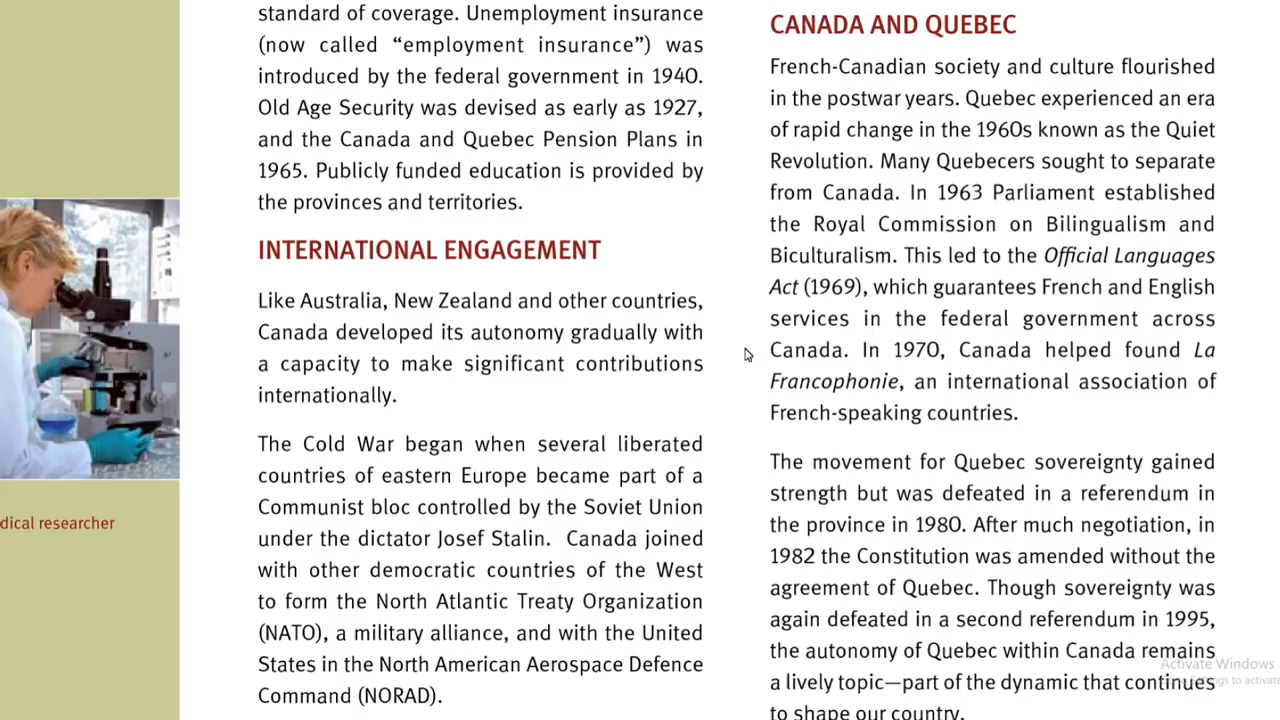 standard of coverage. Unemployment insurance
(now called “employment insurance”) was
introduced by the federal government in 1940.
Old Age Security was devised as early as 1927,
and the Canada and Quebec Pension Plans in
1965. Publicly funded education is provided by
the provinces and territories.
INTERNATIONAL ENGAGEMENT
Like Australia, New Zealand and other countries,
Canada developed its autonomy gradually with
a capacity to make significant contributions
internationally.
The Cold War began when several liberated
countries of eastern Europe became part of a
Communist bloc controlled by the Soviet Union
under the dictator Josef Stalin. Canada joined
with other democratic countries of the West
to form the North Atlantic Treaty Organization
(NATO), a military alliance, and with the United
States in the North American Aerospace Defence
Command (NORAD).
dical researcher
CANADA AND QUEBEC
French-Canadian society and culture flourished
in the postwar years. Quebec experienced an era
of rapid change in the 1960s known as the Quiet
Revolution. Many Quebecers sought to separate
from Canada. In 1963 Parliament established
the Royal Commission on Bilingualism and
Biculturalism. This led to the Official Languages
Act (1969), which guarantees French and English
services in the federal government across
Canada. In 1970, Canada helped found La
Francophonie, an international association of
French-speaking countries.
The movement for Quebec sovereignty gained
strength but was defeated in a referendum in
the province in 1980. After much negotiation, in
1982 the Constitution was amended without the
agreement of Quebec. Though sovereignty was
again defeated in a second referendum in 1995,
the autonomy of Quebec within Canada remains
a lively topic—part of the dynamic that continues
to shape our country.
Activate Windows
to activate